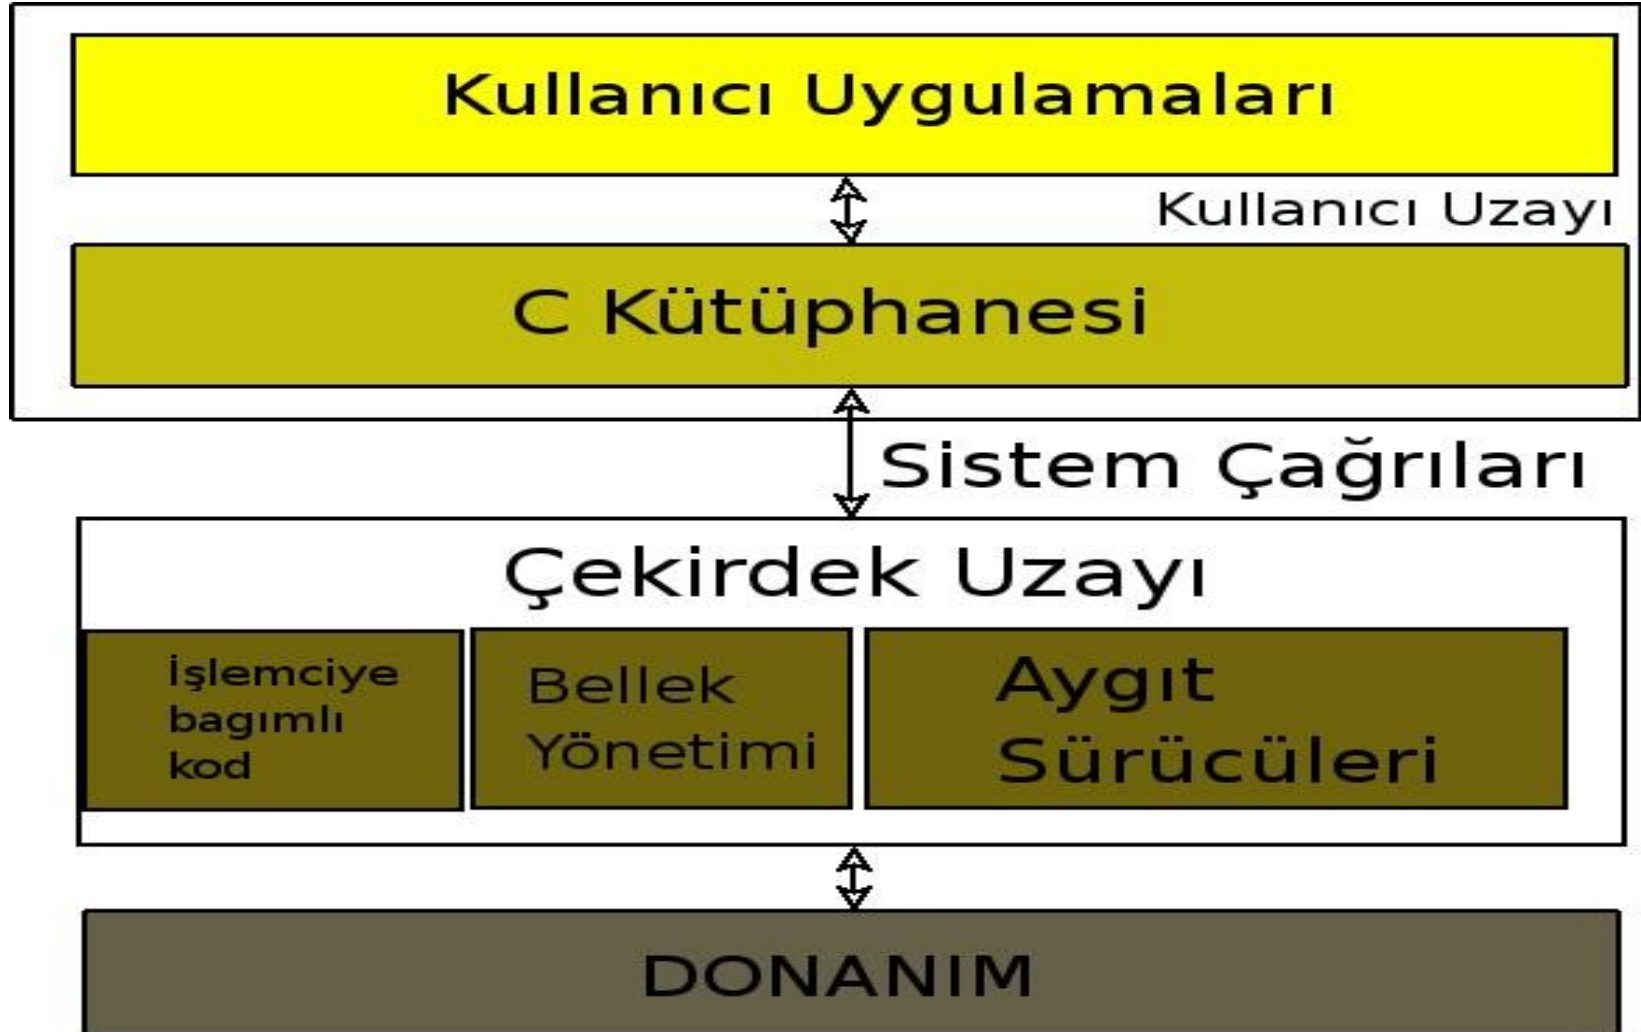 Kullanıcı Uygulamaları
Kullanıcı Uzayı
C Kütüphanesi
Sistem Çağrıları
Çekirdek Uzayı
İşlemciye
bagımlı
kod
Bellek
Yönetimi
Aygıt
Sürücüleri
DONANIM